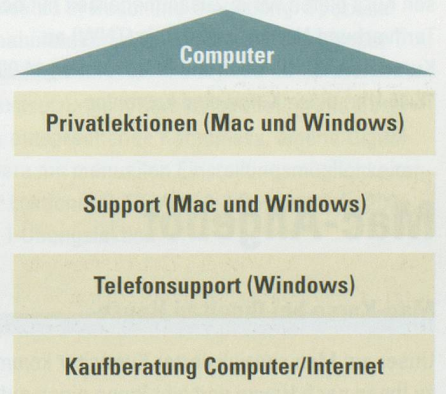 Computer
Privatlektionen (Mac und Windows)
Support (Mac und Windows)
Telefonsupport (Windows)
Kaufberatung Computer/Internet